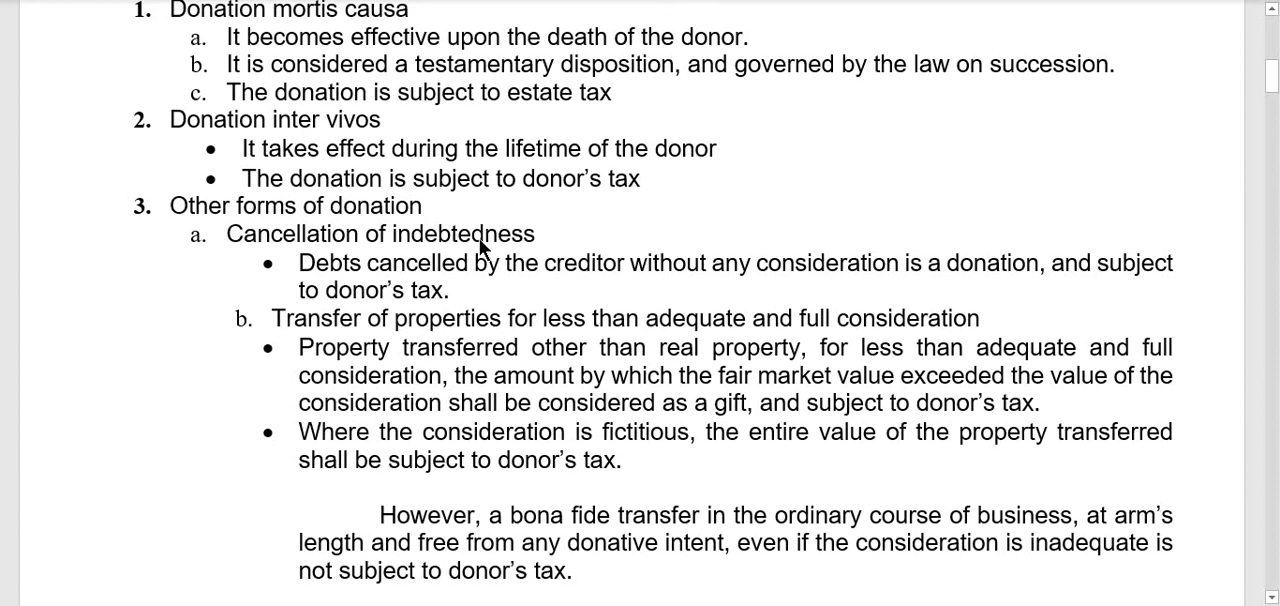 1. Donation mortis causa
a. It becomes effective upon the death of the donor.
b. It is considered a testamentary disposition, and governed by the law on succession.
c. The donation is subject to estate tax
2. Donation inter vivos
• It takes effect during the lifetime of the donor
• The donation is subject to donor’s tax
3. Other forms of donation
a. Cancellation of indebtedness
• Debts cancelled by the creditor without any consideration is a donation, and subject
to donor’s tax.
b. Transfer of properties for less than adequate and full consideration
• Property transferred other than real property, for less than adequate and full
consideration, the amount by which the fair market value exceeded the value of the
consideration shall be considered as a gift, and subject to donor’s tax.
• Where the consideration is fictitious, the entire value of the property transferred
shall be subject to donor’s tax.
However, a bona fide transfer in the ordinary course of business, at arm’s
length and free from any donative intent, even if the consideration is inadequate is
not subject to donor’s tax.